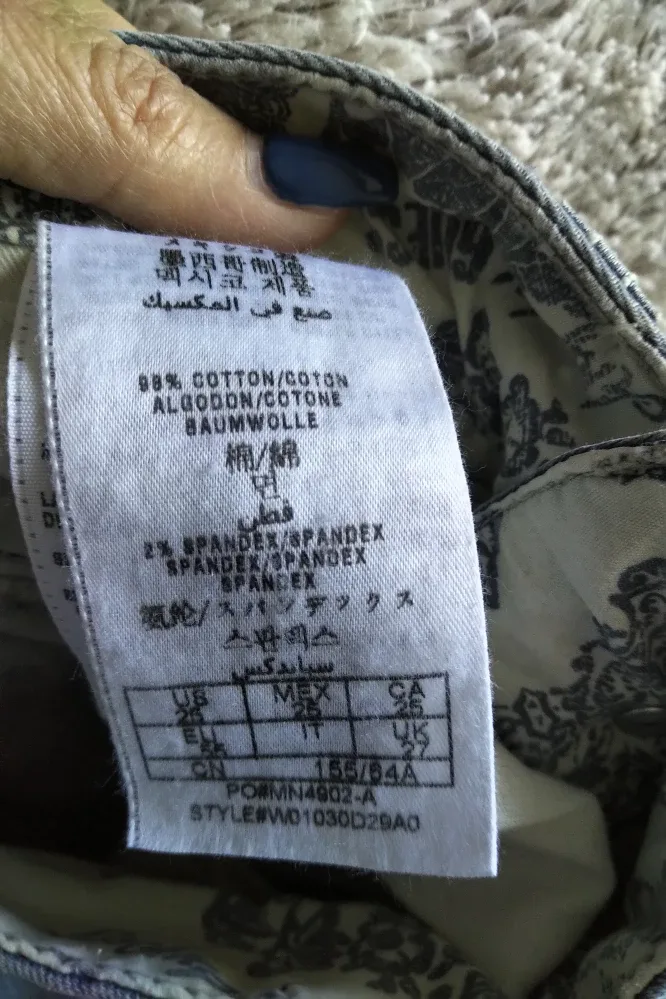 墨西哥制造
멕시코 제품
صنع في المكسيك
98% COTTON/COTON
ALGODON/COTONE
BAUMWOLLE
棉/綿
면
قطن
2% SPANDEX/SPANDEX
SPANDEX/SPANDEX
SPANDEX
氨纶/スパンデックス
스판덱스
سباندكس
US MEX CA
25 25 25
EU IT UK
27
CN 155/64A
PO#MN4902-A
STYLE#W01030D29A0